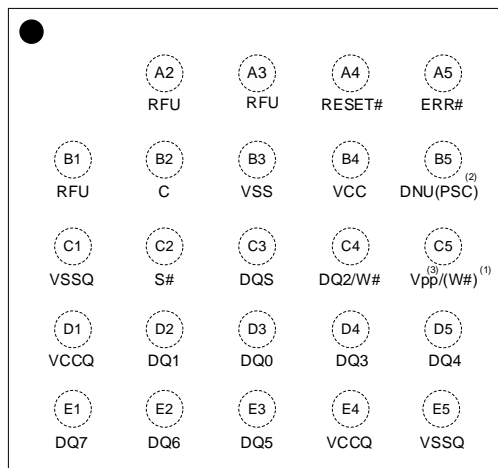 A2 A3 A4 A5
RFU RFU RESET# ERR#
B1 B2 B3 B4 B5
RFU C VSS VCC DNU(PSC) (2)
C1 C2 C3 C4 C5
VSSQ S# DQS DQ2/W# Vpp(3)/(W#)(1)
D1 D2 D3 D4 D5
VCCQ DQ1 DQ0 DQ3 DQ4
E1 E2 E3 E4 E5
DQ7 DQ6 DQ5 VCCQ VSSQ